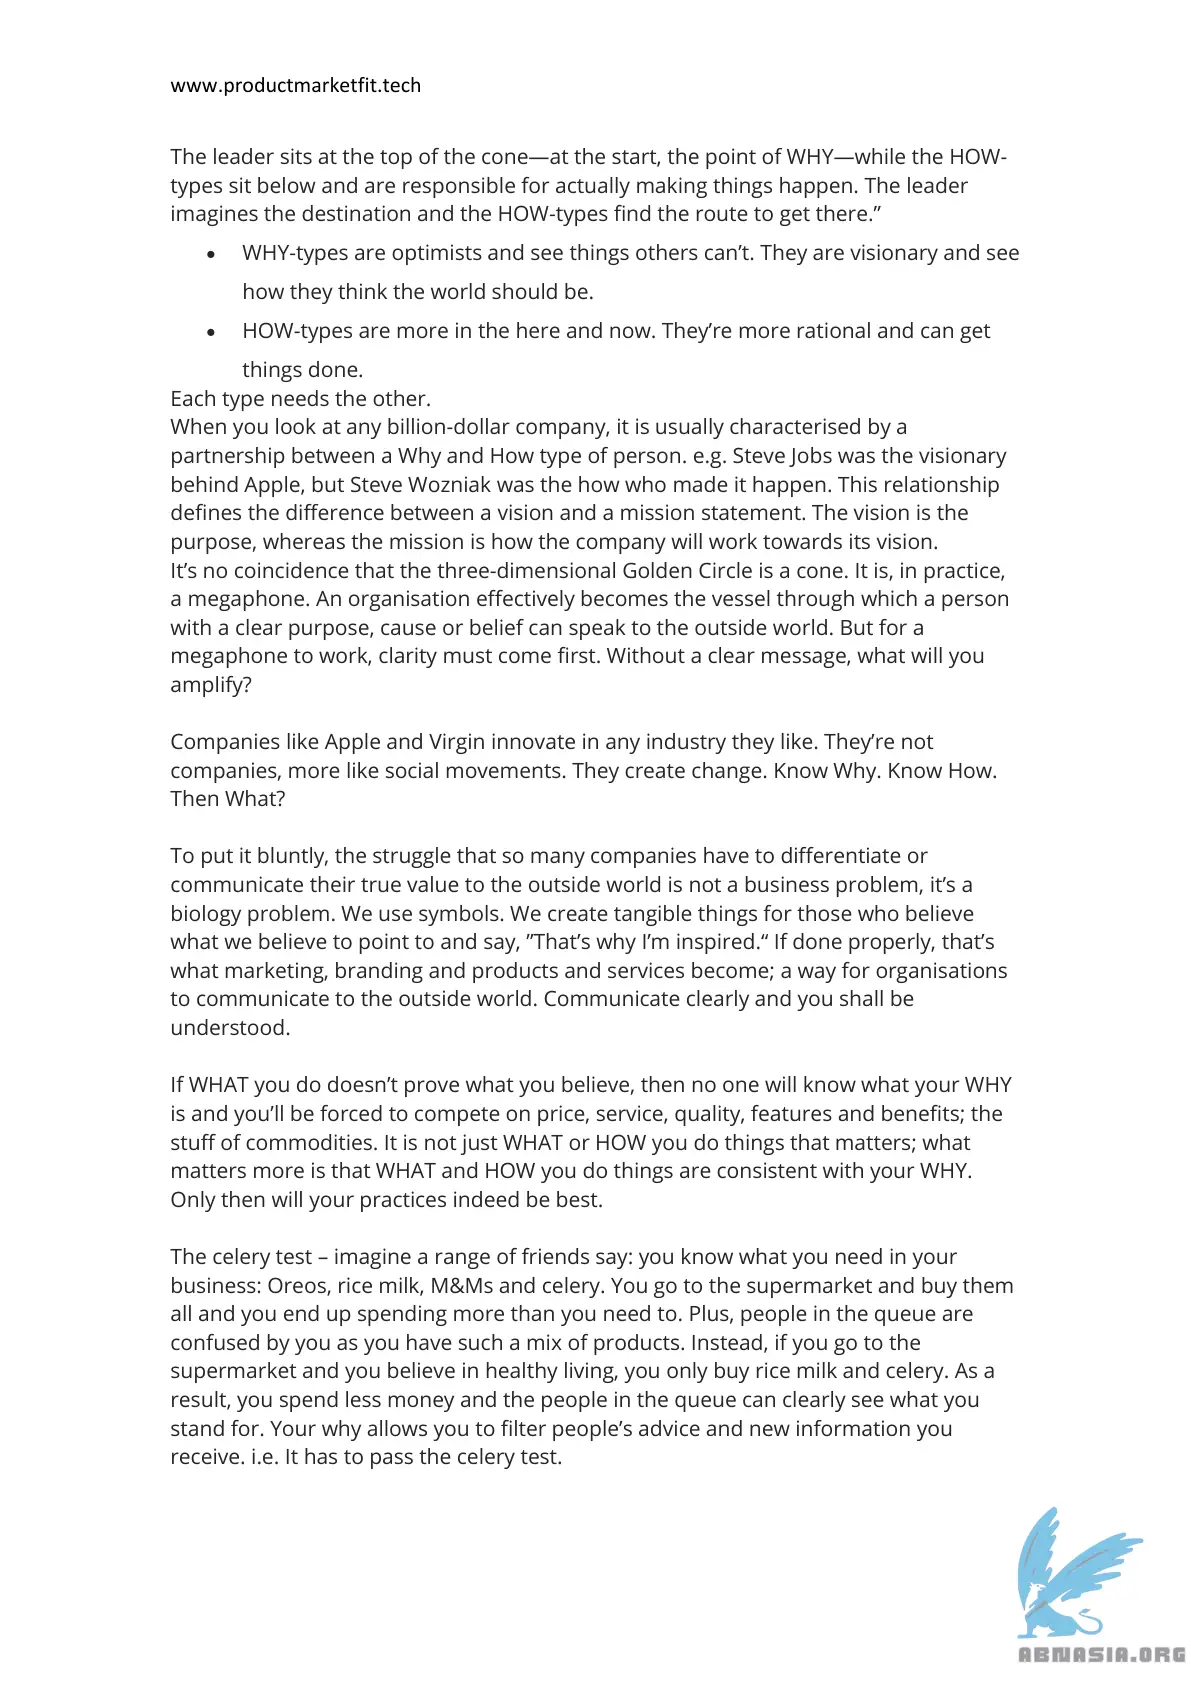 www.productmarketfit.tech
The leader sits at the top of the cone—at the start, the point of WHY—while the HOW-
types sit below and are responsible for actually making things happen. The leader
imagines the destination and the HOW-types find the route to get there.”
• WHY-types are optimists and see things others can’t. They are visionary and see
how they think the world should be.
• HOW-types are more in the here and now. They’re more rational and can get
things done.
Each type needs the other.
When you look at any billion-dollar company, it is usually characterised by a
partnership between a Why and How type of person. e.g. Steve Jobs was the visionary
behind Apple, but Steve Wozniak was the how who made it happen. This relationship
defines the difference between a vision and a mission statement. The vision is the
purpose, whereas the mission is how the company will work towards its vision.
It’s no coincidence that the three-dimensional Golden Circle is a cone. It is, in practice,
a megaphone. An organisation effectively becomes the vessel through which a person
with a clear purpose, cause or belief can speak to the outside world. But for a
megaphone to work, clarity must come first. Without a clear message, what will you
amplify?
Companies like Apple and Virgin innovate in any industry they like. They’re not
companies, more like social movements. They create change. Know Why. Know How.
Then What?
To put it bluntly, the struggle that so many companies have to differentiate or
communicate their true value to the outside world is not a business problem, it’s a
biology problem. We use symbols. We create tangible things for those who believe
what we believe to point to and say, ”That’s why I’m inspired.“ If done properly, that’s
what marketing, branding and products and services become; a way for organisations
to communicate to the outside world. Communicate clearly and you shall be
understood.
If WHAT you do doesn’t prove what you believe, then no one will know what your WHY
is and you’ll be forced to compete on price, service, quality, features and benefits; the
stuff of commodities. It is not just WHAT or HOW you do things that matters; what
matters more is that WHAT and HOW you do things are consistent with your WHY.
Only then will your practices indeed be best.
The celery test – imagine a range of friends say: you know what you need in your
business: Oreos, rice milk, M&Ms and celery. You go to the supermarket and buy them
all and you end up spending more than you need to. Plus, people in the queue are
confused by you as you have such a mix of products. Instead, if you go to the
supermarket and you believe in healthy living, you only buy rice milk and celery. As a
result, you spend less money and the people in the queue can clearly see what you
stand for. Your why allows you to filter people’s advice and new information you
receive. i.e. It has to pass the celery test.
ABNASIA.ORG